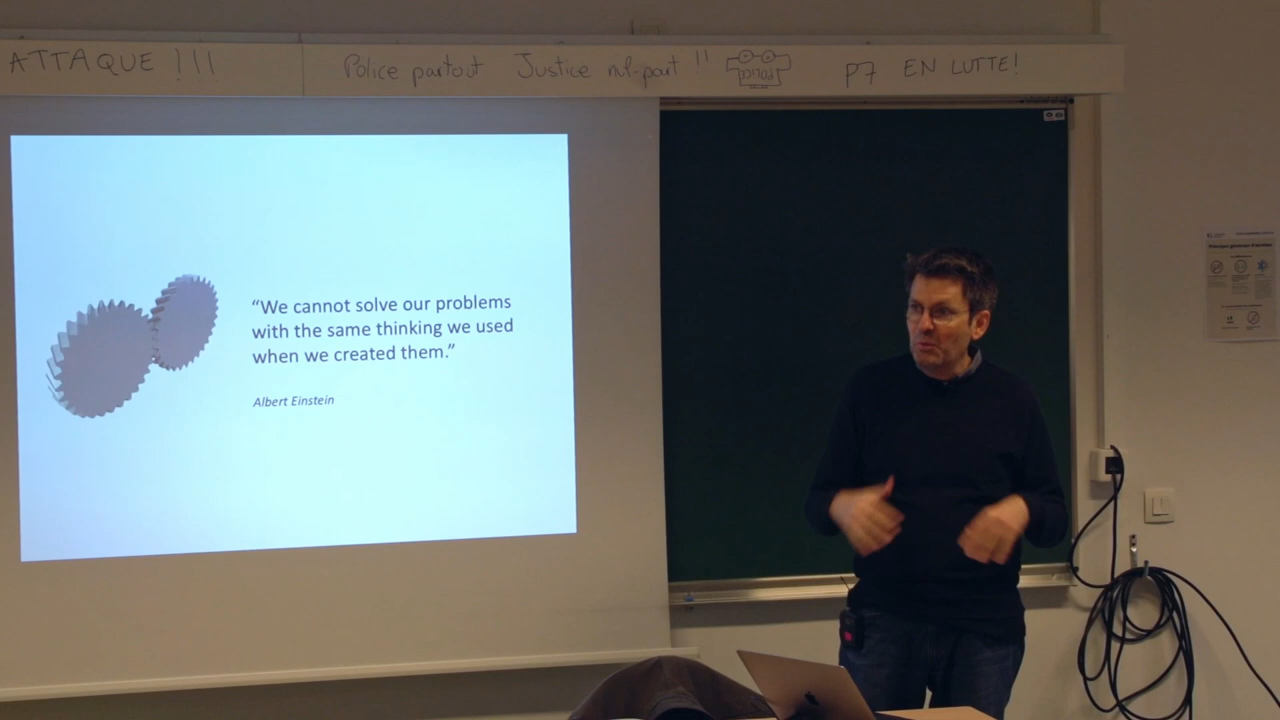 ATTAQUE !!!
Police partout Justice nul-part !!
POLICE
P7 EN LUTTE!
“We cannot solve our problems
with the same thinking we used
when we created them.”
Albert Einstein